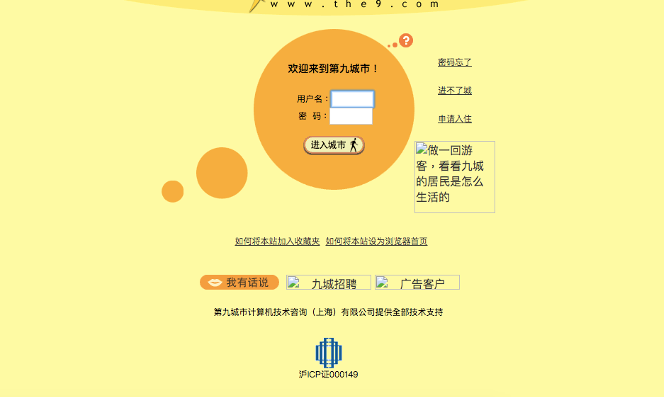 www.the9.com
?
欢迎来到第九城市！
密码忘了
进不了城
用户名：
密 码：
申请入住
进入城市
做一回游客，看看九城的居民是怎么生活的
如何将本站加入收藏夹 如何将本站设为浏览器首页
我有话说 九城招聘 广告客户
第九城市计算机技术咨询（上海）有限公司提供全部技术支持
沪ICP证000149